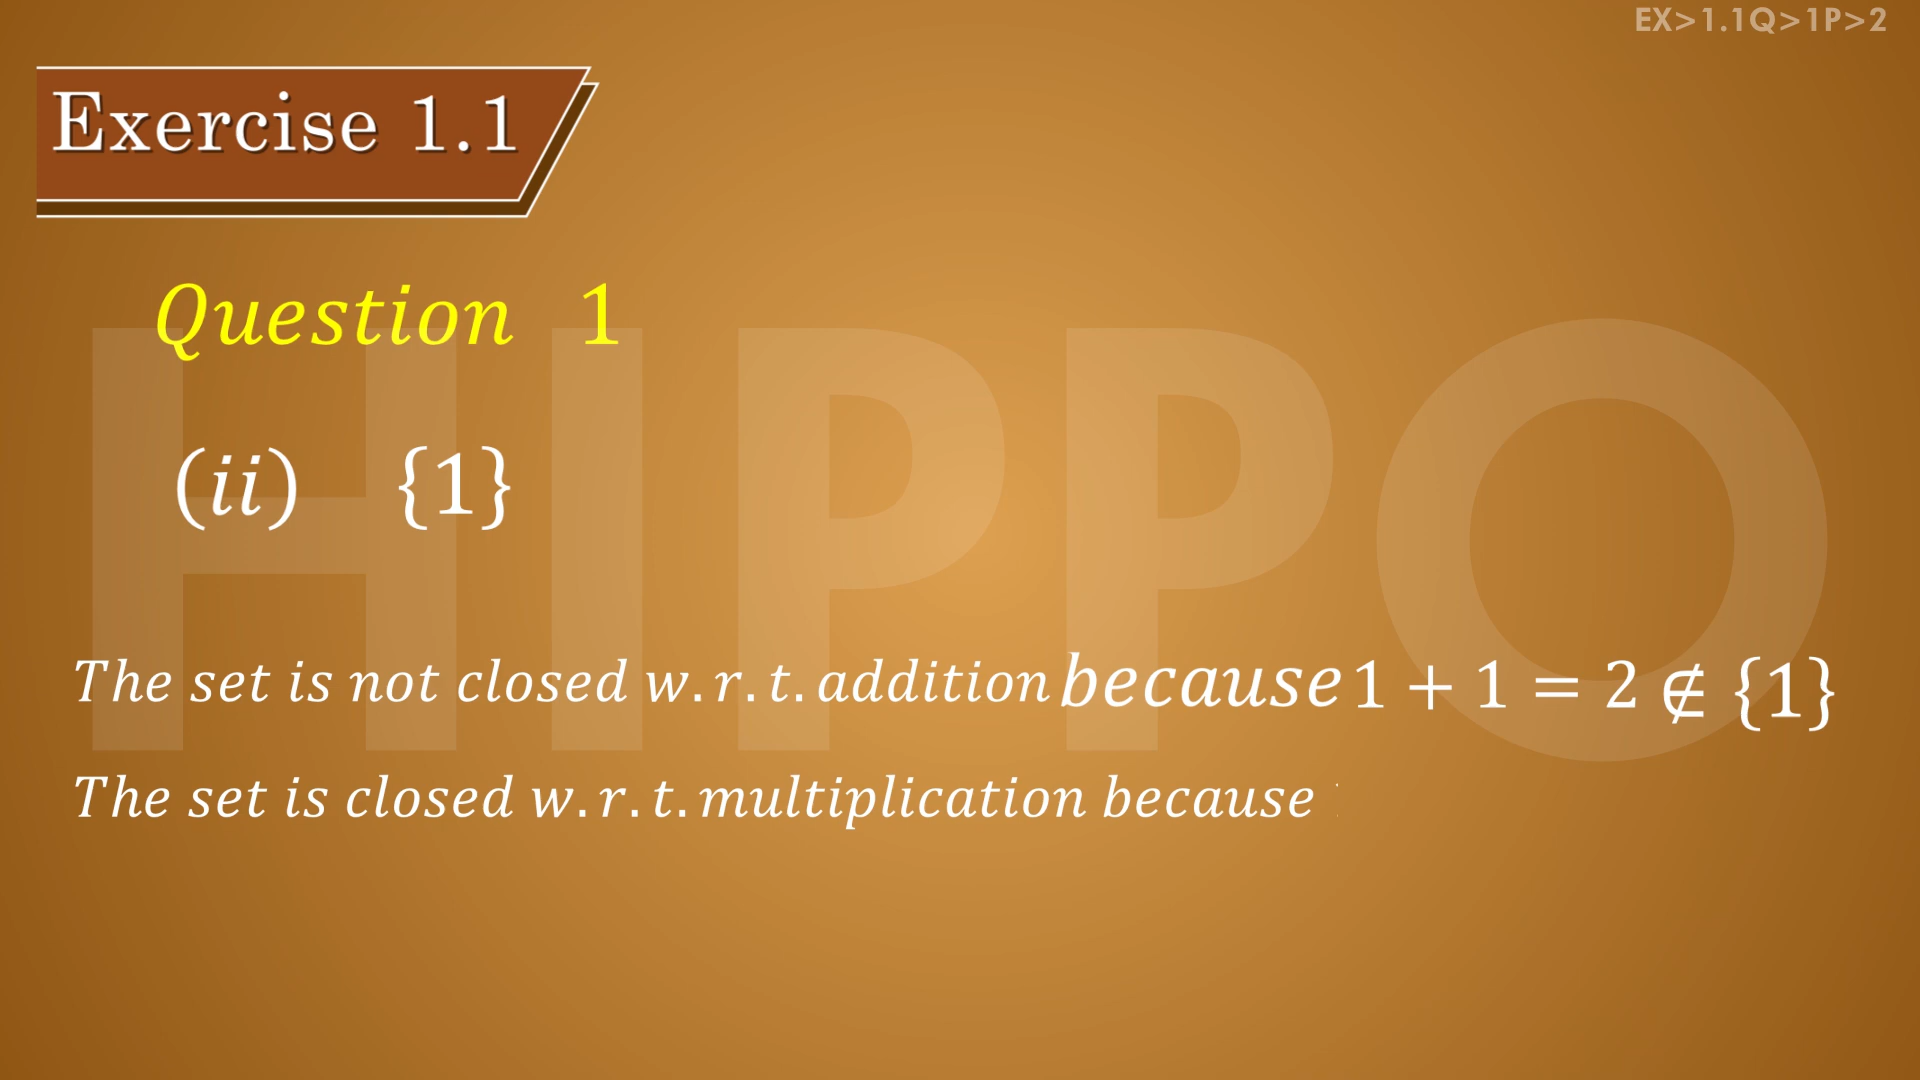 EX>1.1Q>1P>2
Exercise 1.1
Question 1
(ii) {1}
HIPPO
The set is not closed w.r.t.addition because 1 + 1 = 2 ∉ {1}
The set is closed w.r.t.multiplication because